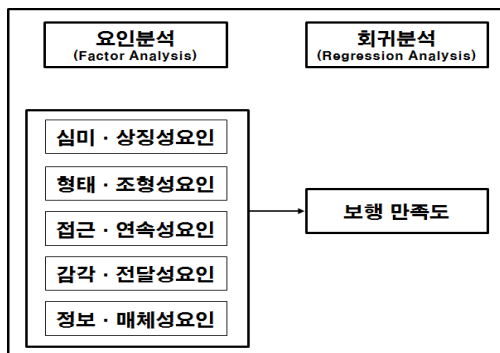 요인분석
(Factor Analysis)
회귀분석
(Regression Analysis)
심미 · 상징성요인
형태 · 조형성요인
접근 · 연속성요인
감각 · 전달성요인
정보 · 매체성요인
보행 만족도